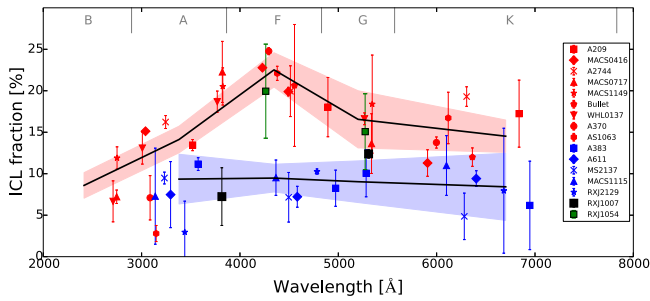 B A F G K
30
25
20
15
10
5
0
ICL fraction [%]
A209
MACS0416
A2744
MACS0717
MACS1149
Bullet
WHL0137
A370
AS1063
A383
A611
MS2137
MACS1115
RXJ2129
RXJ1007
RXJ1054
2000 3000 4000 5000 6000 7000 8000
Wavelength [Å]